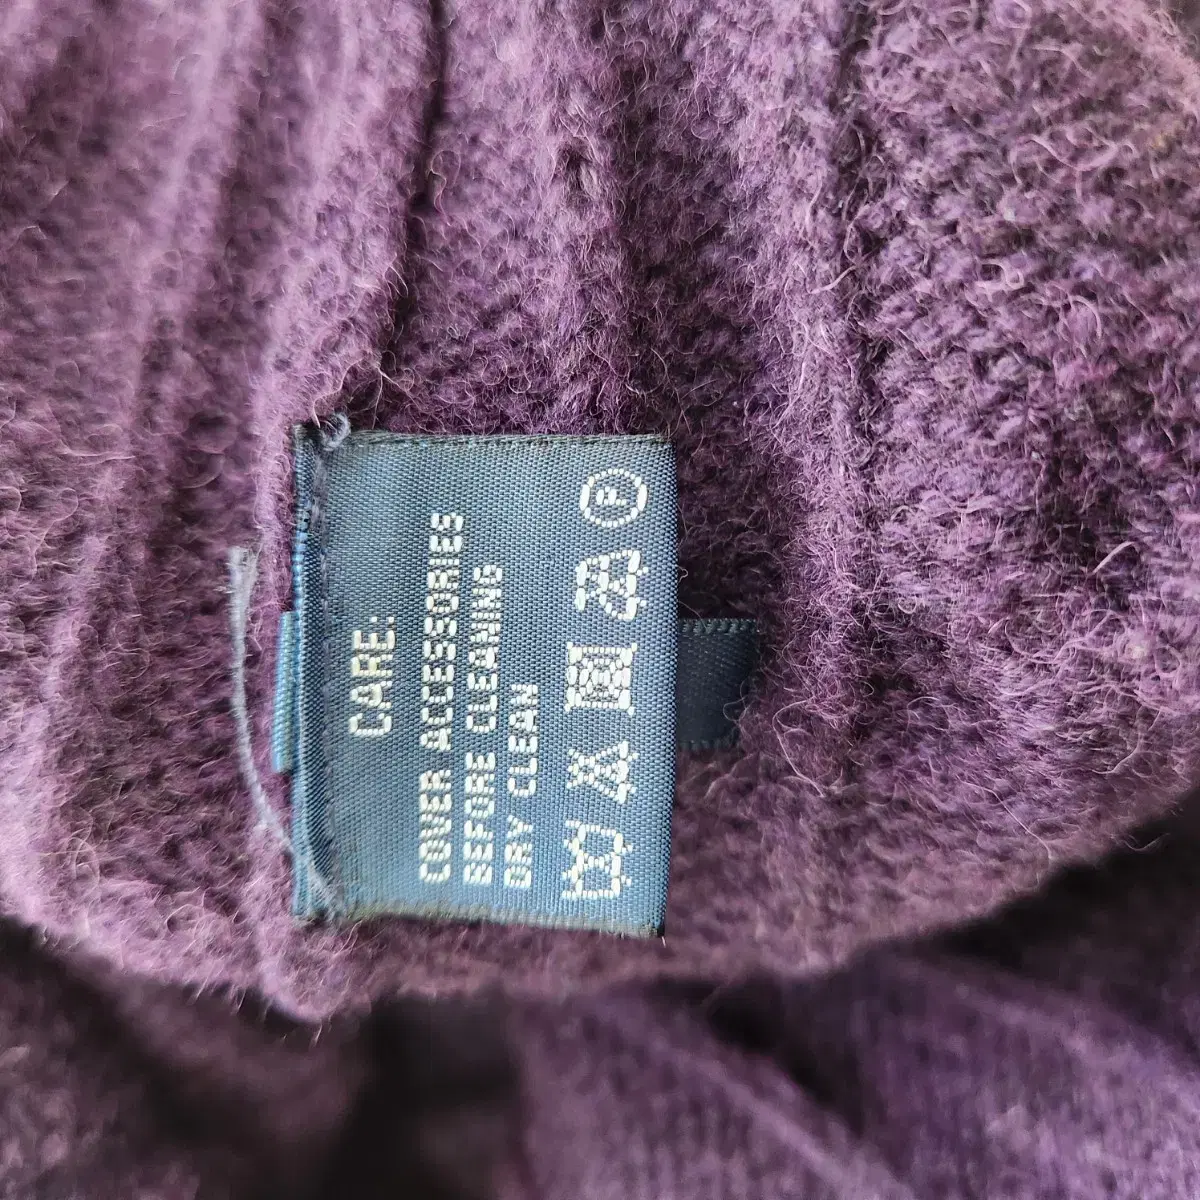 CARE:
COVER ACCESSORIES
BEFORE CLEANING
DRY CLEAN
P